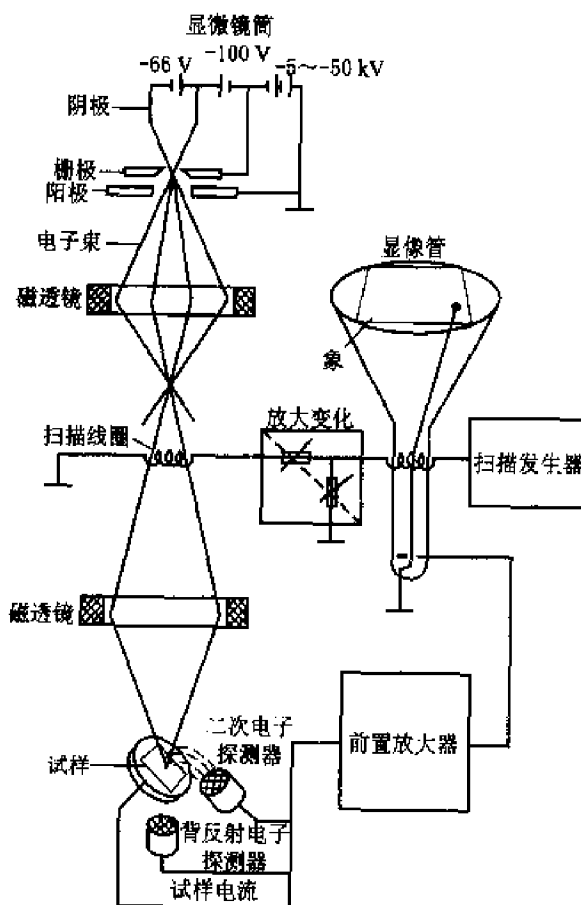 显微镜筒
-66 V
-100 V
-5～-50 kV
阴极
栅极
阳极
电子束
显像管
磁透镜
象
放大变化
扫描线圈
扫描发生器
磁透镜
二次电子
探测器
前置放大器
试样
背反射电子
探测器
试样电流